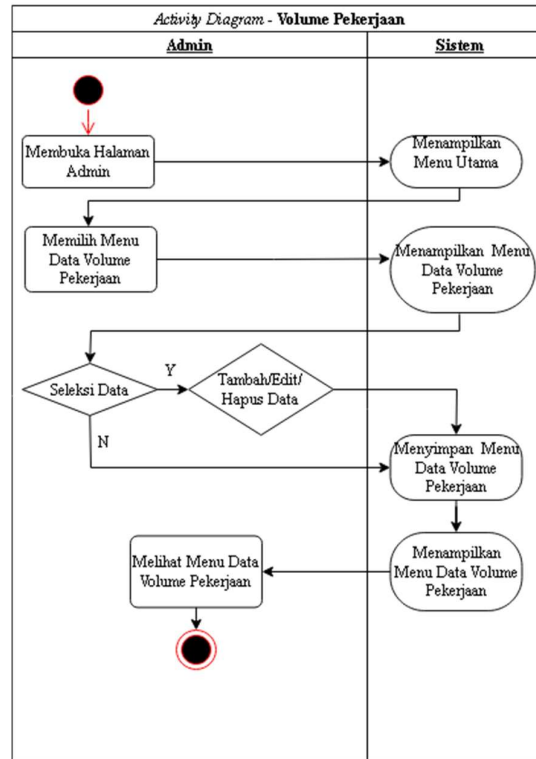 Activity Diagram - Volume Pekerjaan
Admin
Sistem
Membuka Halaman
Admin
Menampilkan
Menu Utama
Memilih Menu
Data Volume
Pekerjaan
Menampilkan Menu
Data Volume
Pekerjaan
Seleksi Data
Y
Tambah/Edit/
Hapus Data
N
Menyimpan Menu
Data Volume
Pekerjaan
Menampilkan
Menu Data Volume
Pekerjaan
Melihat Menu Data
Volume Pekerjaan